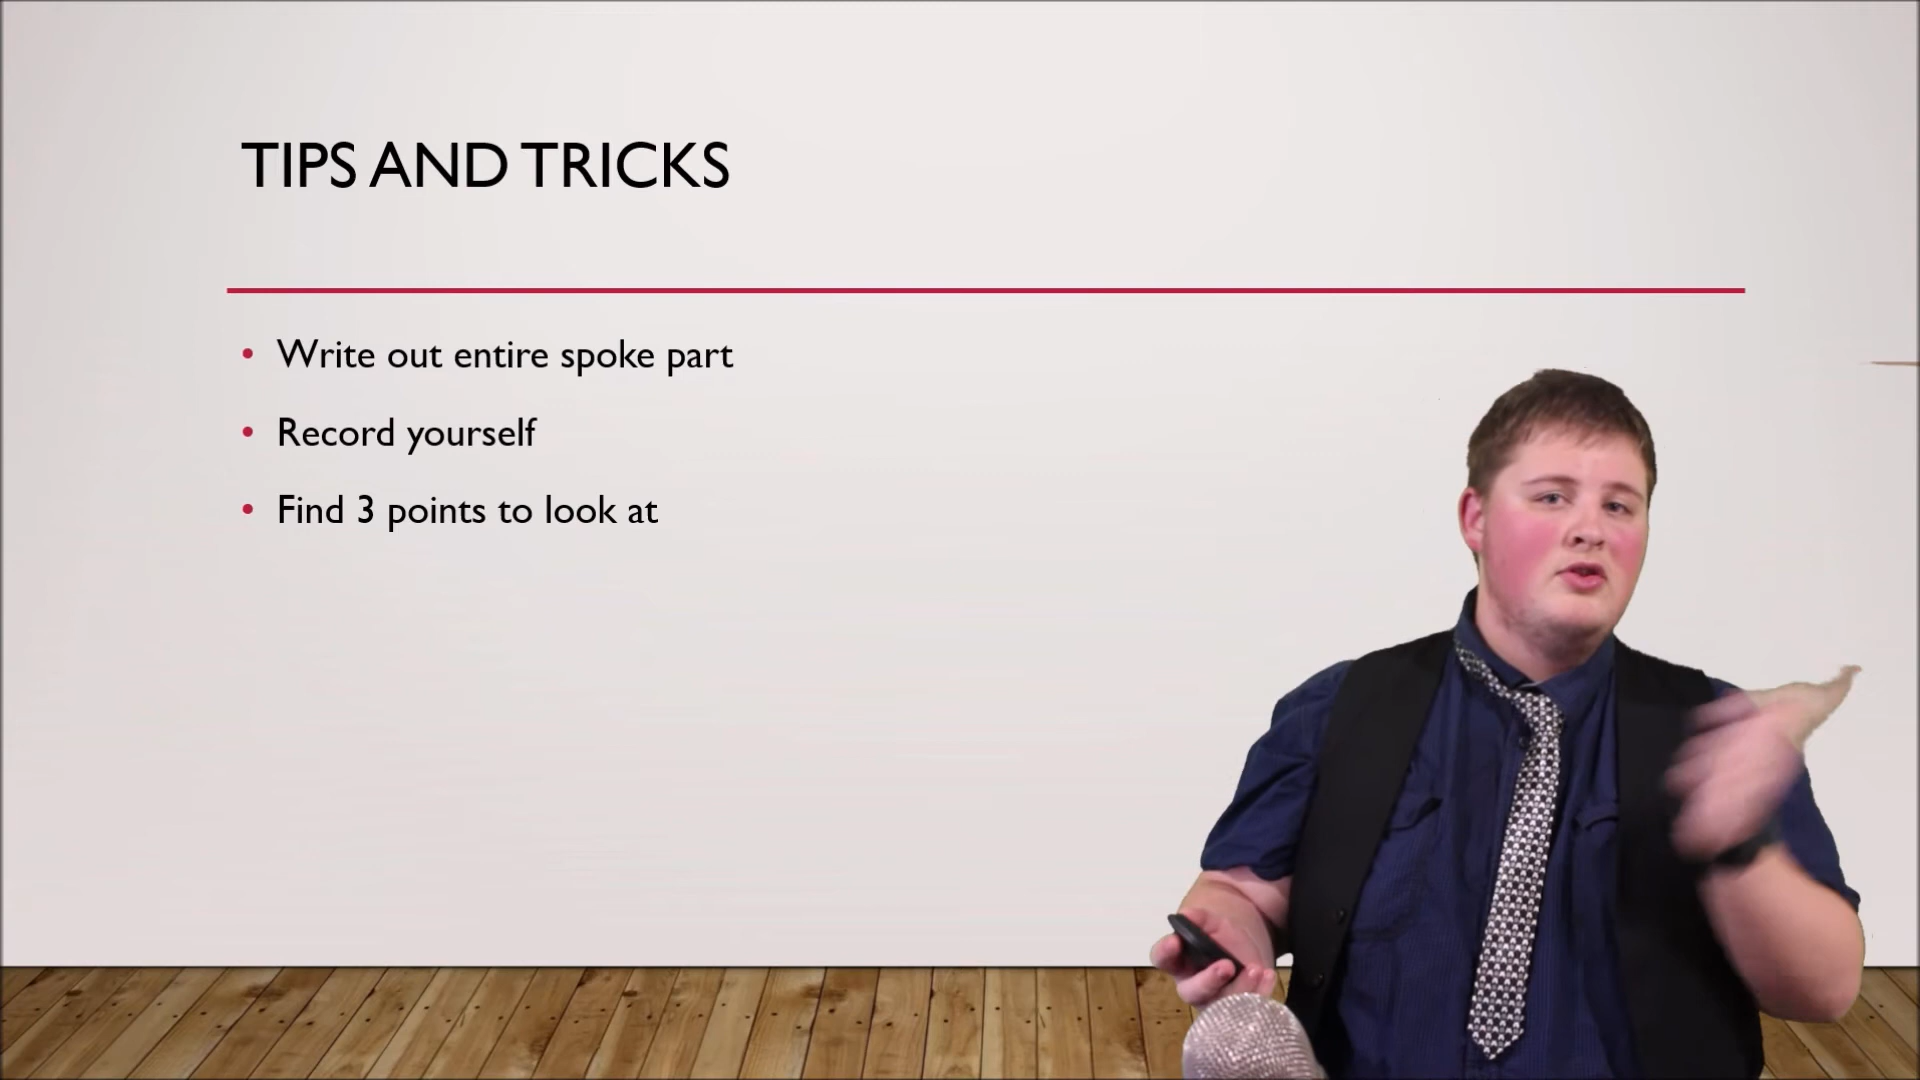 TIPS AND TRICKS
• Write out entire spoke part
• Record yourself
• Find 3 points to look at